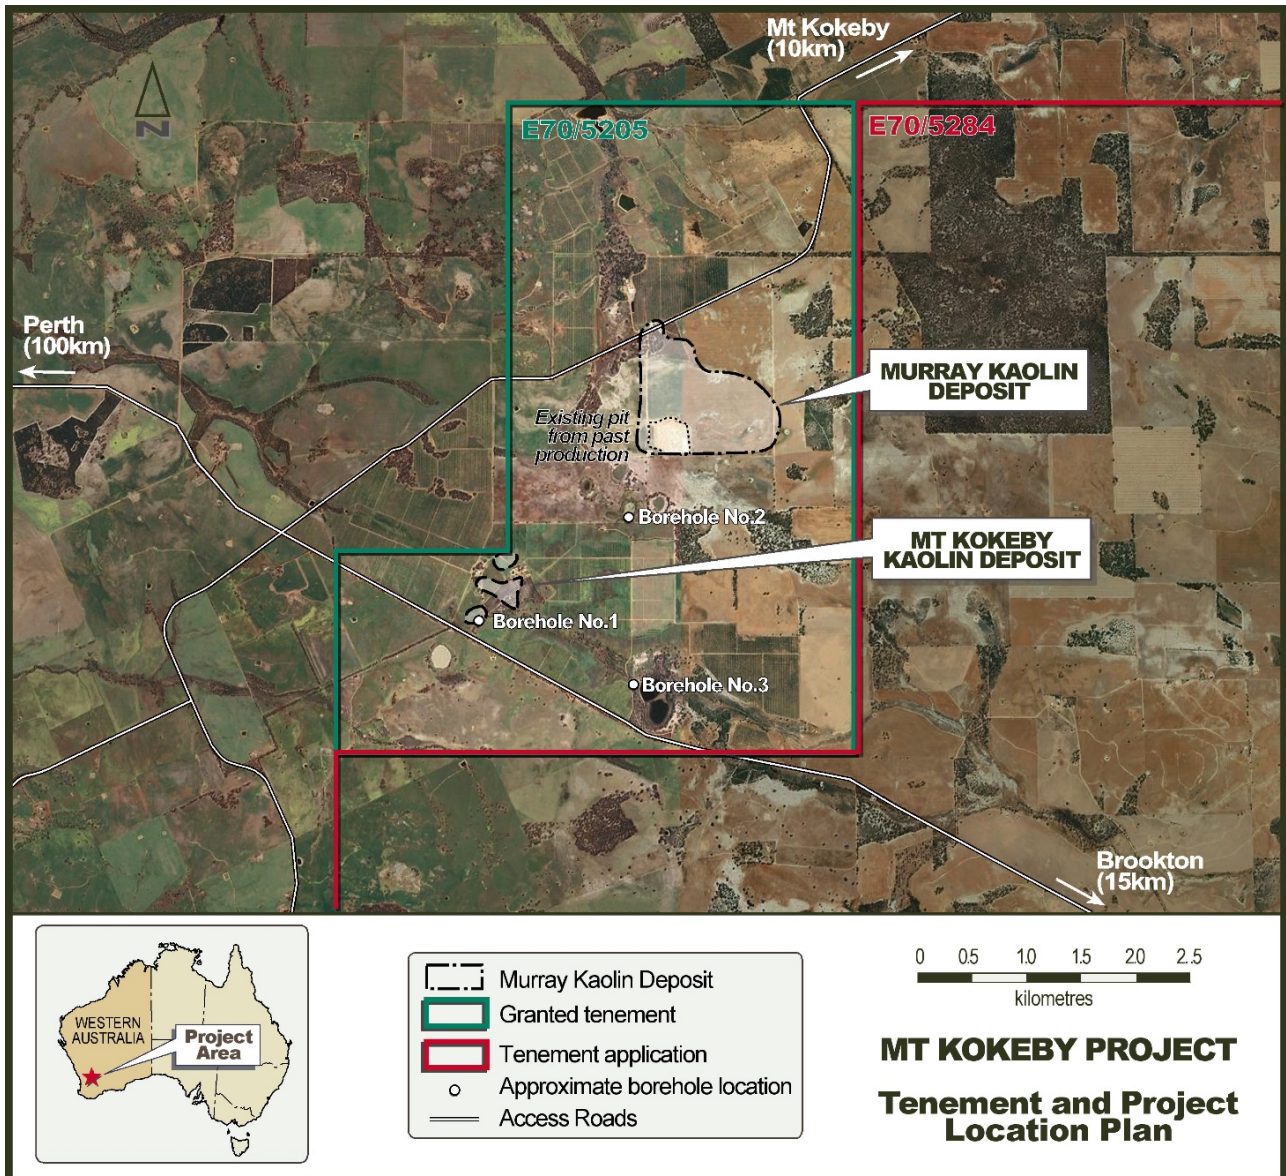 Mt Kokeby
(10km)
N
E70/5205
E70/5284
Perth
(100km)
MURRAY KAOLIN
DEPOSIT
Existing pit
from past
production
Borehole No.2
MT KOKEBY
KAOLIN DEPOSIT
Borehole No.1
Borehole No.3
Brookton
(15km)
WESTERN
AUSTRALIA
Project
Area
Murray Kaolin Deposit
Granted tenement
Tenement application
Approximate borehole location
Access Roads
0 0.5 1.0 1.5 2.0 2.5
kilometres
MT KOKEBY PROJECT
Tenement and Project
Location Plan